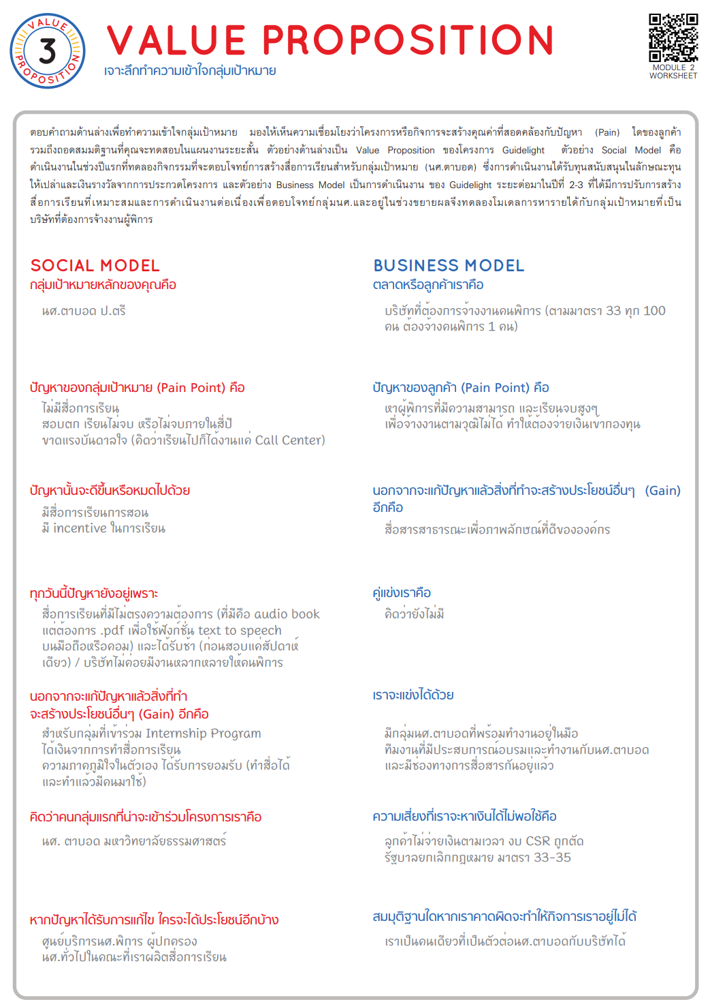 VALUE
3
PROPOSITION
VALUE PROPOSITION
เจาะลึกทำความเข้าใจกลุ่มเป้าหมาย
MODULE 2
WORKSHEET
ตอบคำถามด้านล่างเพื่อทำความเข้าใจกลุ่มเป้าหมาย มองให้เห็นความเชื่อมโยงว่าโครงการหรือกิจการจะสร้างคุณค่าที่สอดคล้องกับปัญหา (Pain) ใดของลูกค้า
รวมถึงถอดสมมติฐานที่คุณจะทดสอบในแผนงานระยะสั้น ตัวอย่างด้านล่างเป็น Value Proposition ของโครงการ Guidelight ตัวอย่าง Social Model คือ
ดำเนินงานในช่วงปีแรกที่ทดลองกิจกรรมที่จะตอบโจทย์การสร้างสื่อการเรียนสำหรับกลุ่มเป้าหมาย (นศ.ตาบอด) ซึ่งการดำเนินงานได้รับทุนสนับสนุนในลักษณะทุน
ให้เปล่าและเงินรางวัลจากการประกวดโครงการ และตัวอย่าง Business Model เป็นการดำเนินงาน ของ Guidelight ระยะต่อมาในปีที่ 2-3 ที่ได้มีการปรับการสร้าง
สื่อการเรียนที่เหมาะสมและการดำเนินงานต่อเนื่องเพื่อตอบโจทย์กลุ่มนศ.และอยู่ในช่วงขยายผลจึงทดลองโมเดลการหารายได้กับกลุ่มเป้าหมายที่เป็น
บริษัทที่ต้องการจ้างงานผู้พิการ
SOCIAL MODEL
กลุ่มเป้าหมายหลักของคุณคือ
นศ.ตาบอด ป.ตรี
ปัญหาของกลุ่มเป้าหมาย (Pain Point) คือ
ไม่มีสื่อการเรียน
สอบตก เรียนไม่จบ หรือไม่จบภายในสี่ปี
ขาดแรงบันดาลใจ (คิดว่าเรียนไปก็ได้งานแค่ Call Center)
ปัญหานั้นจะดีขึ้นหรือหมดไปด้วย
มีสื่อการเรียนการสอน
มี incentive ในการเรียน
ทุกวันนี้ปัญหายังอยู่เพราะ
สื่อการเรียนที่มีไม่ตรงความต้องการ (ที่มีคือ audio book
แต่ต้องการ .pdf เพื่อใช้ฟังก์ชั่น text to speech
บนมือถือหรือคอม) และได้รับช้า (ก่อนสอบแค่สัปดาห์
เดียว) / บริษัทไม่ค่อยมีงานหลากหลายให้คนพิการ
นอกจากจะแก้ปัญหาแล้วสิ่งที่ทำ
จะสร้างประโยชน์อื่นๆ (Gain) อีกคือ
สำหรับกลุ่มที่เข้าร่วม Internship Program
ได้เงินจากการทำสื่อการเรียน
ความภาคภูมิใจในตัวเอง ได้รับการยอมรับ (ทำสื่อได้
และทำแล้วมีคนมาใช้)
คิดว่าคนกลุ่มแรกที่น่าจะเข้าร่วมโครงการเราคือ
นศ. ตาบอด มหาวิทยาลัยธรรมศาสตร์
หากปัญหาได้รับการแก้ไข ใครจะได้ประโยชน์อีกบ้าง
ศูนย์บริการนศ.พิการ ผู้ปกครอง
นศ.ทั่วไปในคณะที่เราผลิตสื่อการเรียน
BUSINESS MODEL
ตลาดหรือลูกค้าเราคือ
บริษัทที่ต้องการจ้างงานคนพิการ (ตามมาตรา 33 ทุก 100
คน ต้องจ้างคนพิการ 1 คน)
ปัญหาของลูกค้า (Pain Point) คือ
หาผู้พิการที่มีความสามารถ และเรียนจบสูงๆ
เพื่อจ้างงานตามวุฒิไม่ได้ ทำให้ต้องจ่ายเงินเข้ากองทุน
นอกจากจะแก้ปัญหาแล้วสิ่งที่ทำจะสร้างประโยชน์อื่นๆ (Gain)
อีกคือ
สื่อสารสาธารณะเพื่อภาพลักษณ์ที่ดีขององค์กร
คู่แข่งเราคือ
คิดว่ายังไม่มี
เราจะแข่งได้ด้วย
มีกลุ่มนศ.ตาบอดที่พร้อมทำงานอยู่ในมือ
ทีมงานที่มีประสบการณ์อบรมและทำงานกับนศ.ตาบอด
และมีช่องทางการสื่อสารกันอยู่แล้ว
ความเสี่ยงที่เราจะหาเงินได้ไม่พอใช้คือ
ลูกค้าไม่จ่ายเงินตามเวลา งบ CSR ถูกตัด
รัฐบาลยกเลิกกฎหมาย มาตรา 33-35
สมมุติฐานใดหากเราคาดผิดจะทำให้กิจการเราอยู่ไม่ได้
เราเป็นคนเดียวที่เป็นตัวต่อนศ.ตาบอดกับบริษัทได้